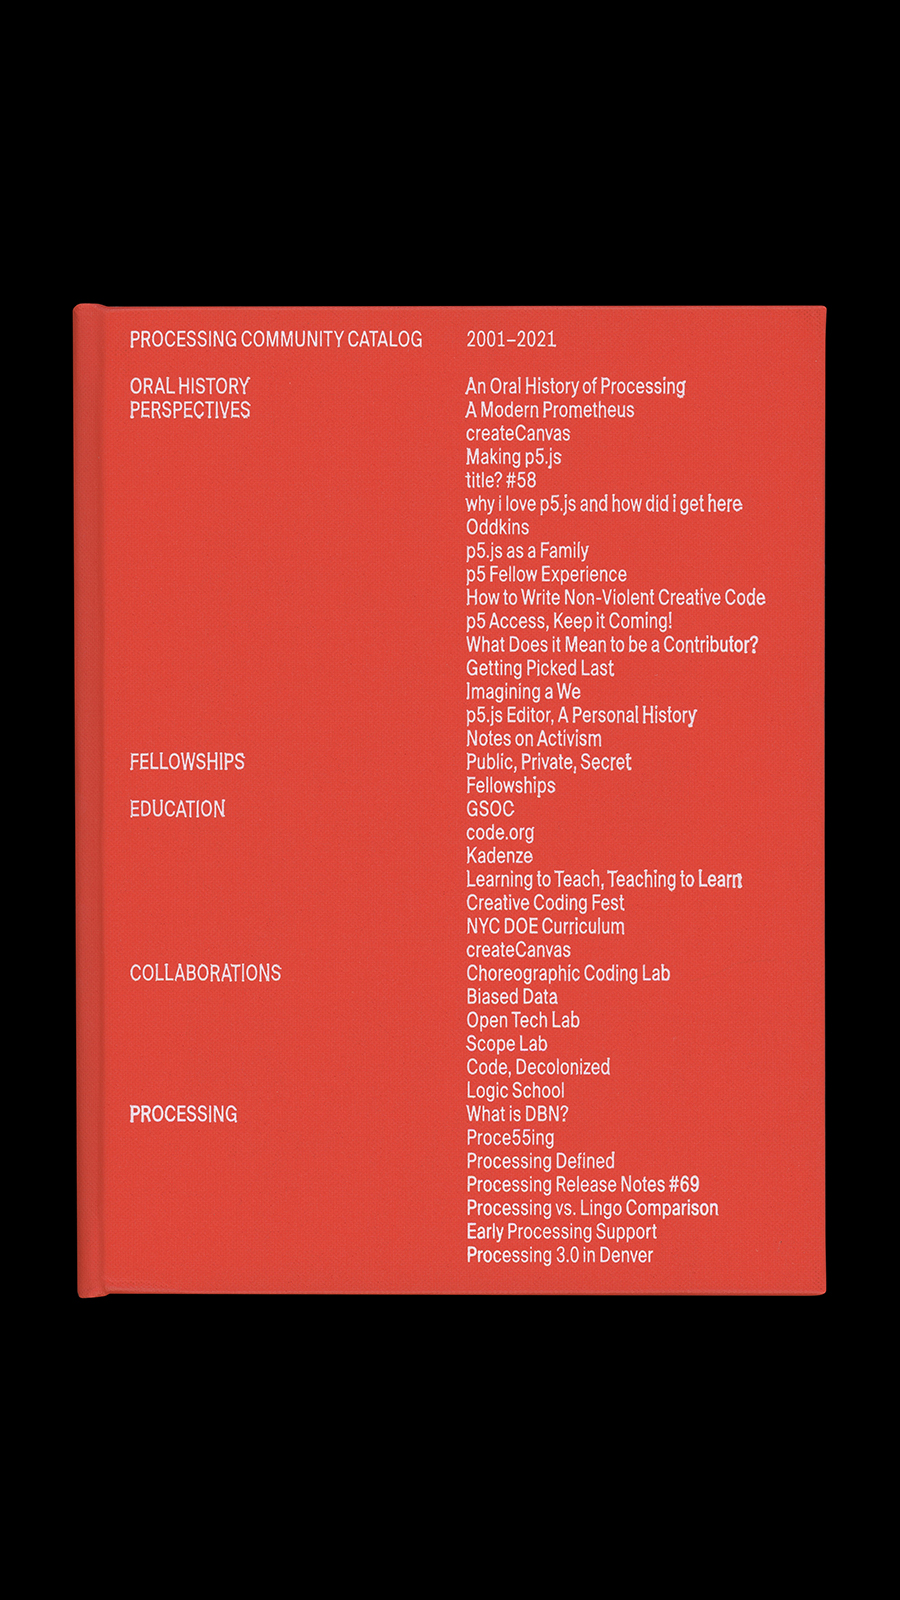 PROCESSING COMMUNITY CATALOG 2001–2021
ORAL HISTORY An Oral History of Processing
PERSPECTIVES A Modern Prometheus
createCanvas
Making p5.js
title? #58
why i love p5.js and how did i get here
Oddkins
p5.js as a Family
p5 Fellow Experience
How to Write Non-Violent Creative Code
p5 Access, Keep it Coming!
What Does it Mean to be a Contributor?
Getting Picked Last
Imagining a We
p5.js Editor, A Personal History
Notes on Activism
FELLOWSHIPS Public, Private, Secret
Fellowships
EDUCATION GSOC
code.org
Kadenze
Learning to Teach, Teaching to Learn
Creative Coding Fest
NYC DOE Curriculum
createCanvas
COLLABORATIONS Choreographic Coding Lab
Biased Data
Open Tech Lab
Scope Lab
Code, Decolonized
Logic School
PROCESSING What is DBN?
Proce55ing
Processing Defined
Processing Release Notes #69
Processing vs. Lingo Comparison
Early Processing Support
Processing 3.0 in Denver